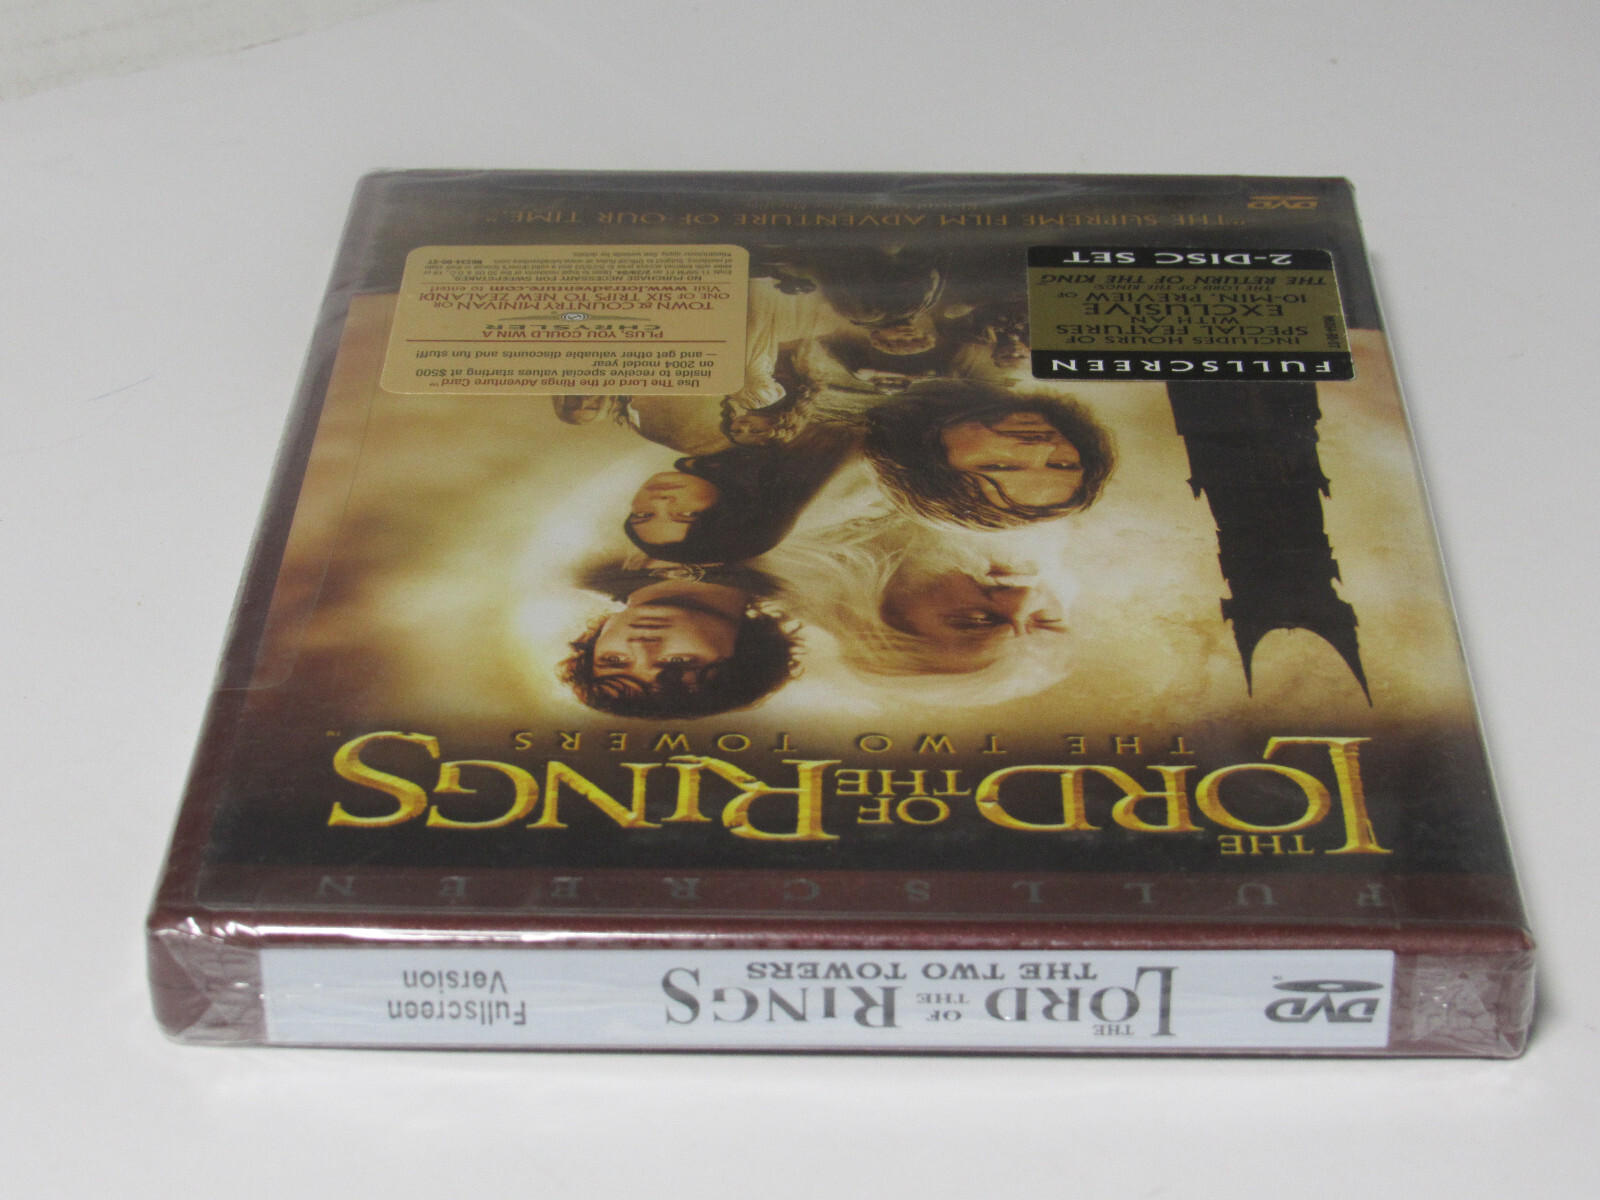 "THE SUPREME FILM ADVENTURE OF OUR TIME."
DVD
FULLSCREEN
INCLUDES HOURS OF
SPECIAL FEATURES
WITH AN
EXCLUSIVE
10-MIN. PREVIEW OF
THE LORD OF THE RINGS:
THE RETURN OF THE KING
2-DISC SET
Use The Lord of the Rings Adventure Card™
inside to receive special values starting at $500
on 2004 model year
— and get other valuable discounts and fun stuff!
PLUS, YOU COULD WIN A
CHRYSLER
TOWN & COUNTRY MINIVAN OR
ONE OF SIX TRIPS TO NEW ZEALAND!
Visit www.lotradventure.com to enter!
NO PURCHASE NECESSARY.
THE
LORD OF THE RINGS™
THE TWO TOWERS
FULLSCREEN
DVD
THE
LORD OF THE RINGS
THE TWO TOWERS
Fullscreen
Version